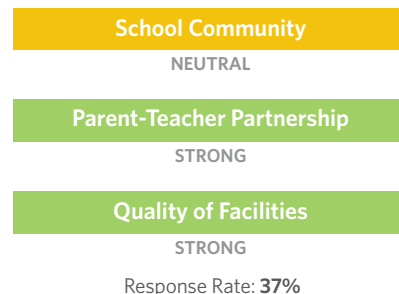 School Community
NEUTRAL
Parent-Teacher Partnership
STRONG
Quality of Facilities
STRONG
Response Rate: 37%